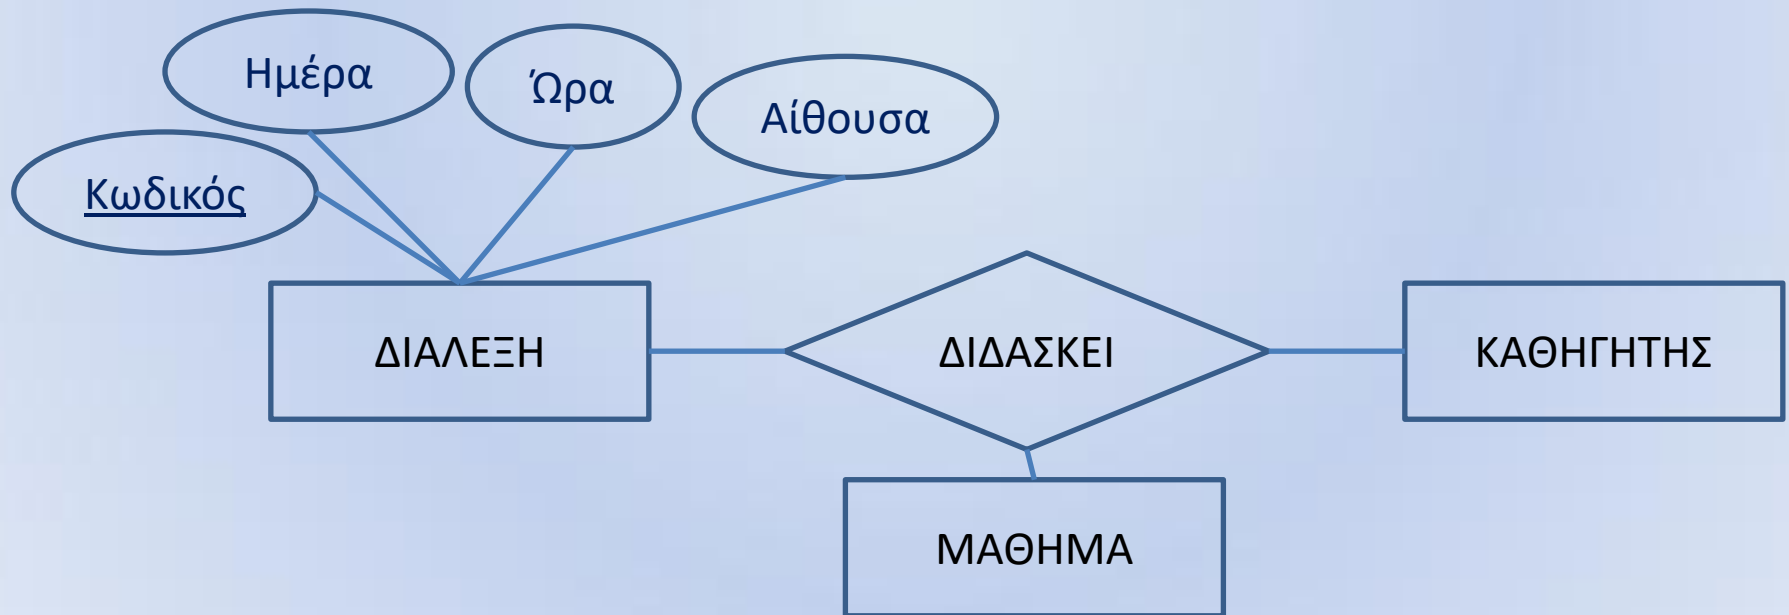 Ημέρα
Ώρα
Αίθουσα
Κωδικός
ΔΙΑΛΕΞΗ
ΔΙΔΑΣΚΕΙ
ΚΑΘΗΓΗΤΗΣ
ΜΑΘΗΜΑ